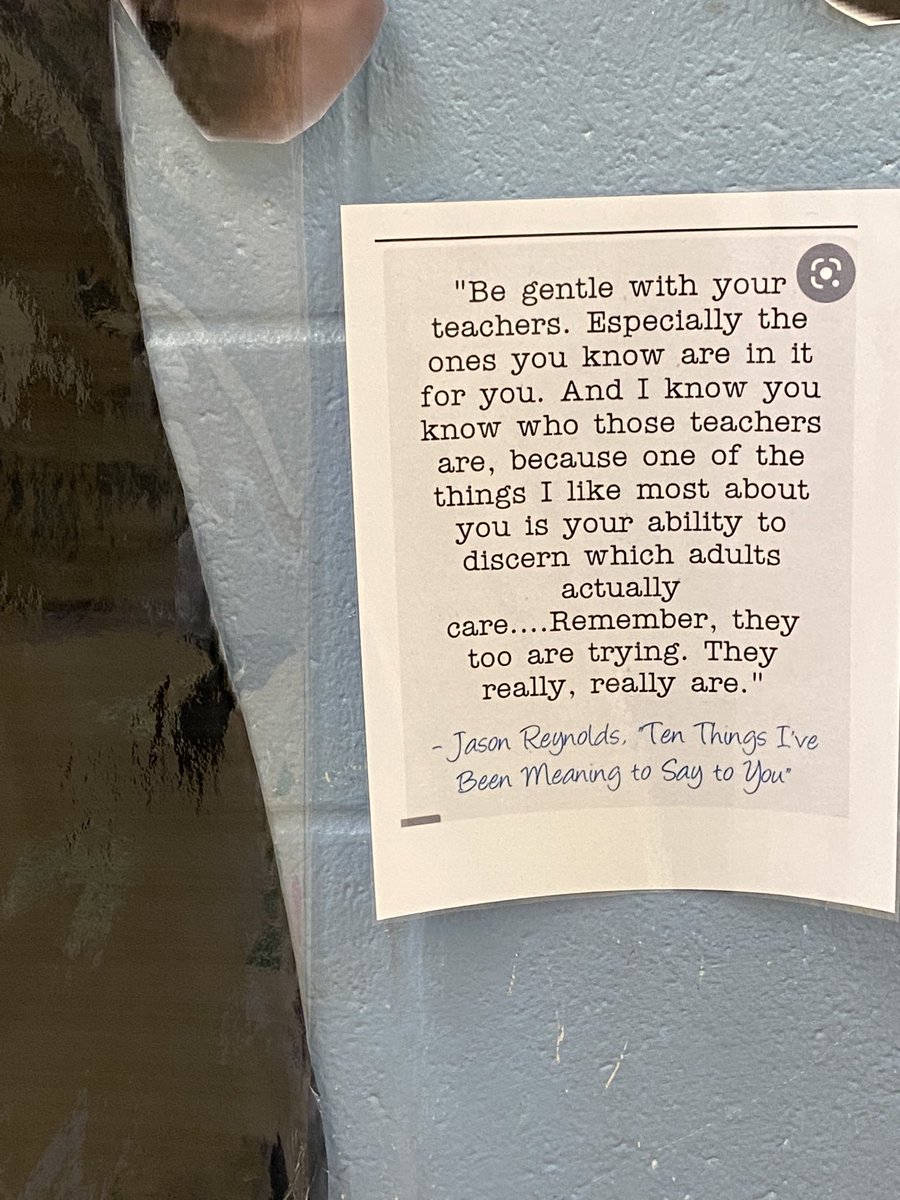 "Be gentle with your
teachers. Especially the
ones you know are in it
for you. And I know you
know who those teachers
are, because one of the
things I like most about
you is your ability to
discern which adults
actually
care....Remember, they
too are trying. They
really, really are."
- Jason Reynolds, "Ten Things I've
Been Meaning to Say to You"